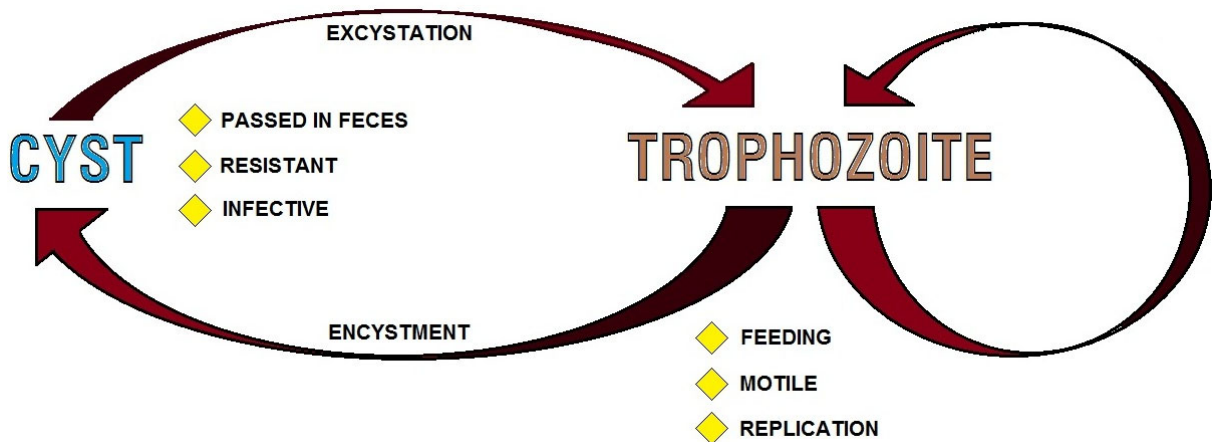 EXCYSTATION
CYST
PASSED IN FECES
RESISTANT
INFECTIVE
TROPHOZOITE
ENCYSTMENT
FEEDING
MOTILE
REPLICATION